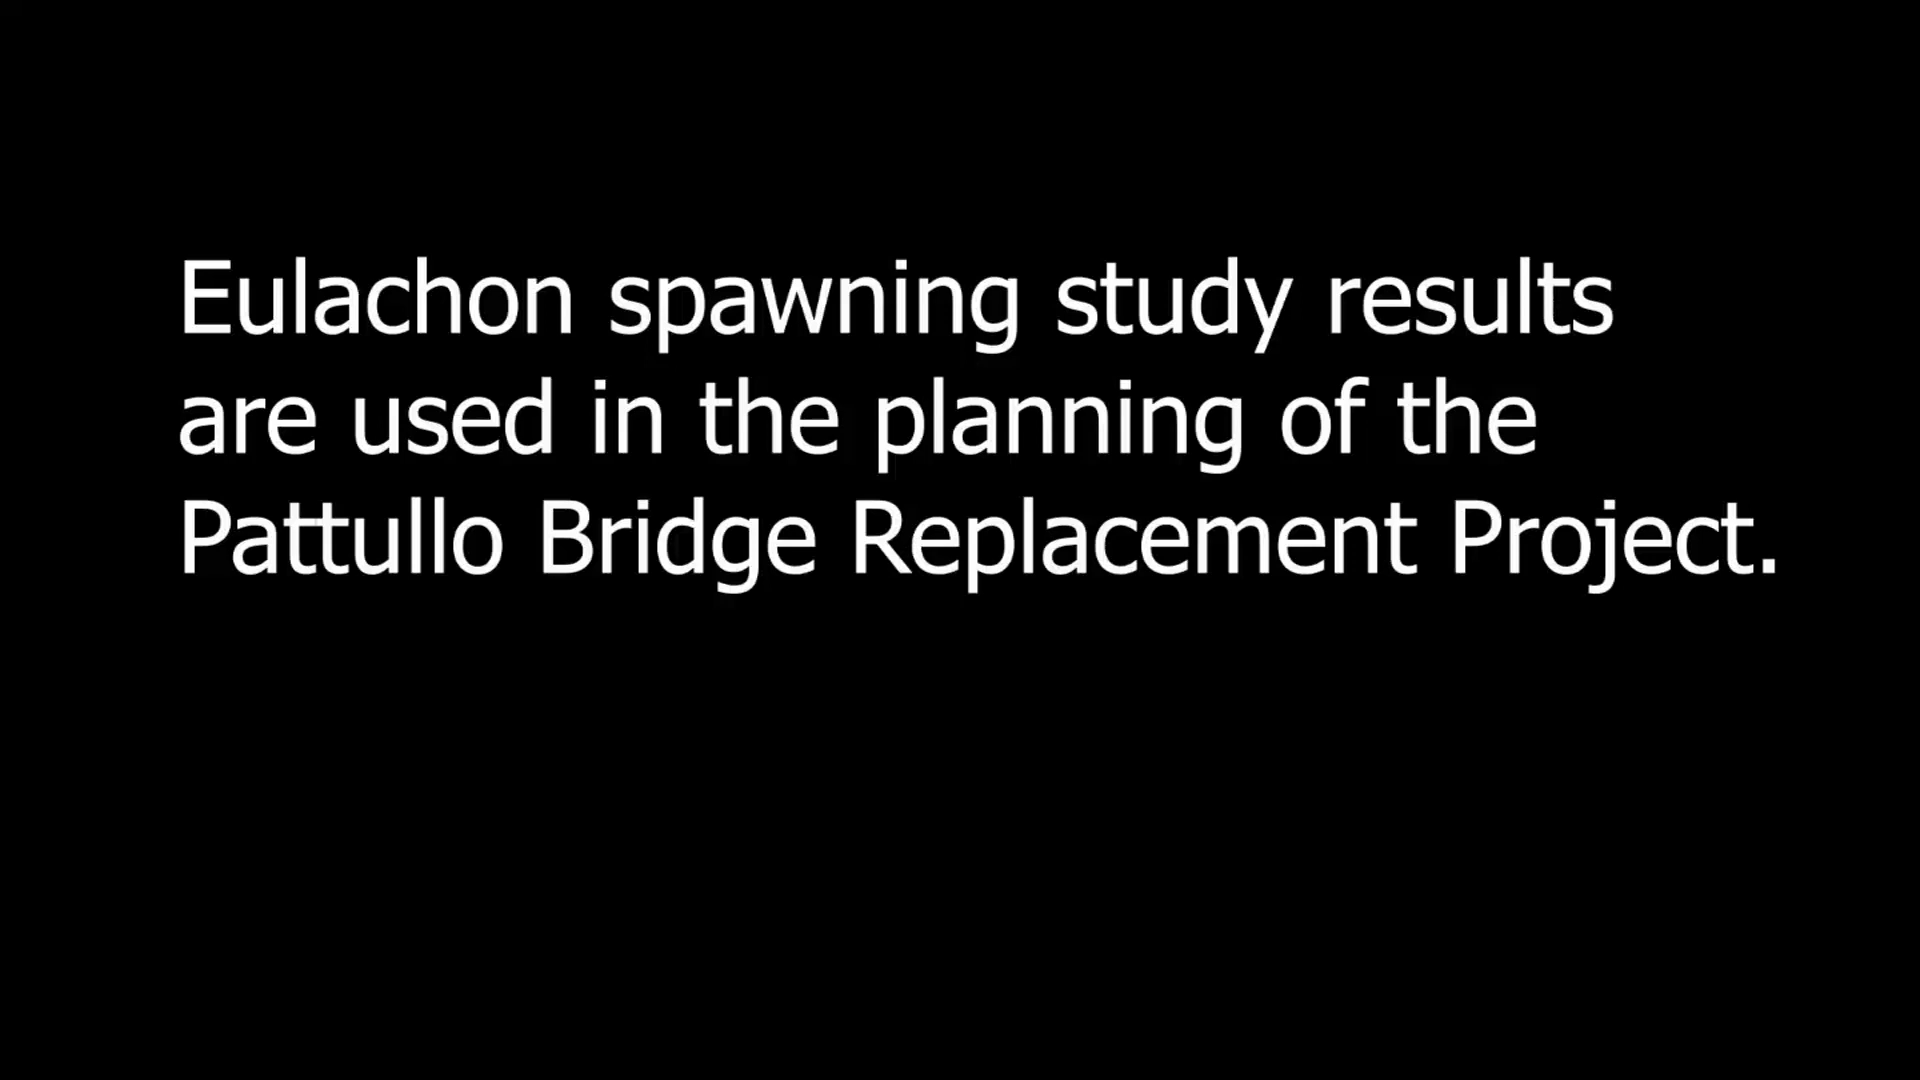 Eulachon spawning study results
are used in the planning of the
Pattullo Bridge Replacement Project.